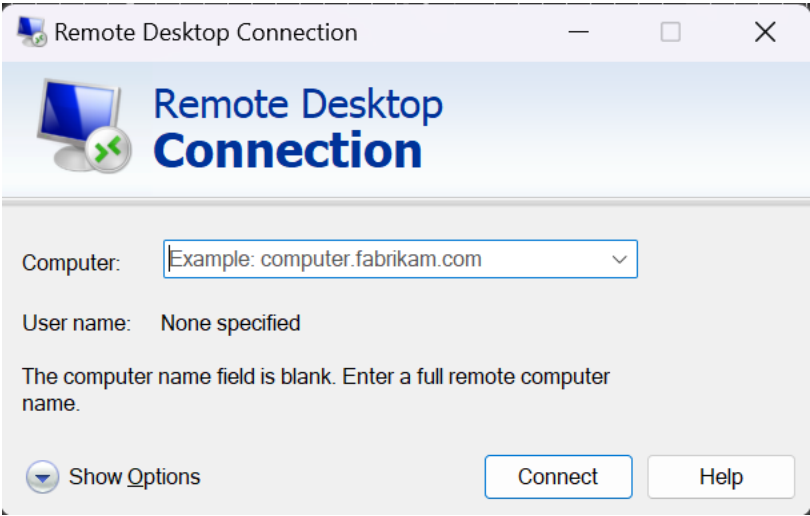 Remote Desktop Connection
Remote Desktop
Connection
Computer: Example: computer.fabrikam.com
User name: None specified
The computer name field is blank. Enter a full remote computer
name.
Show Options Connect Help